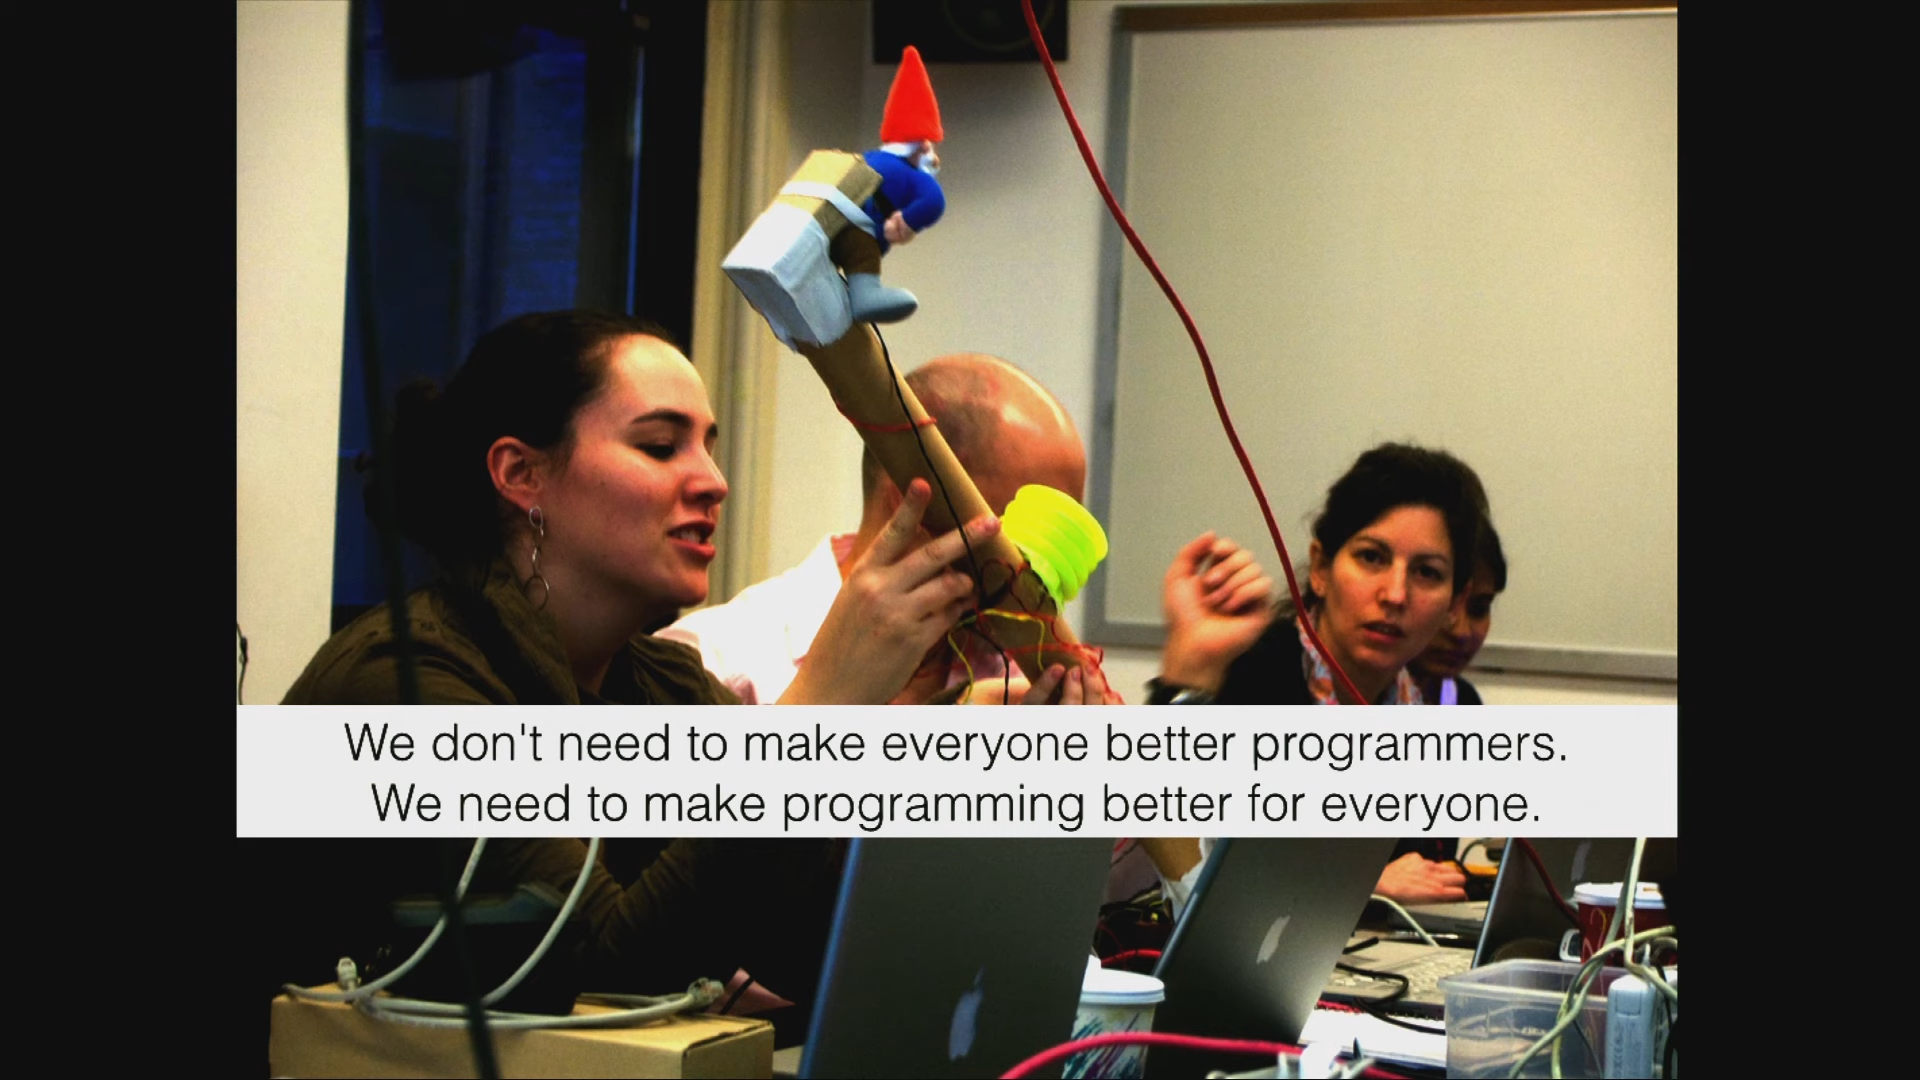 We don't need to make everyone better programmers.
We need to make programming better for everyone.